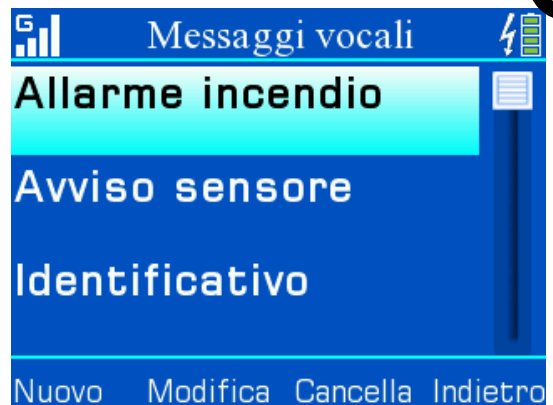 G
Messaggi vocali
Allarme incendio
Avviso sensore
Identificativo
Nuovo Modifica Cancella Indietro